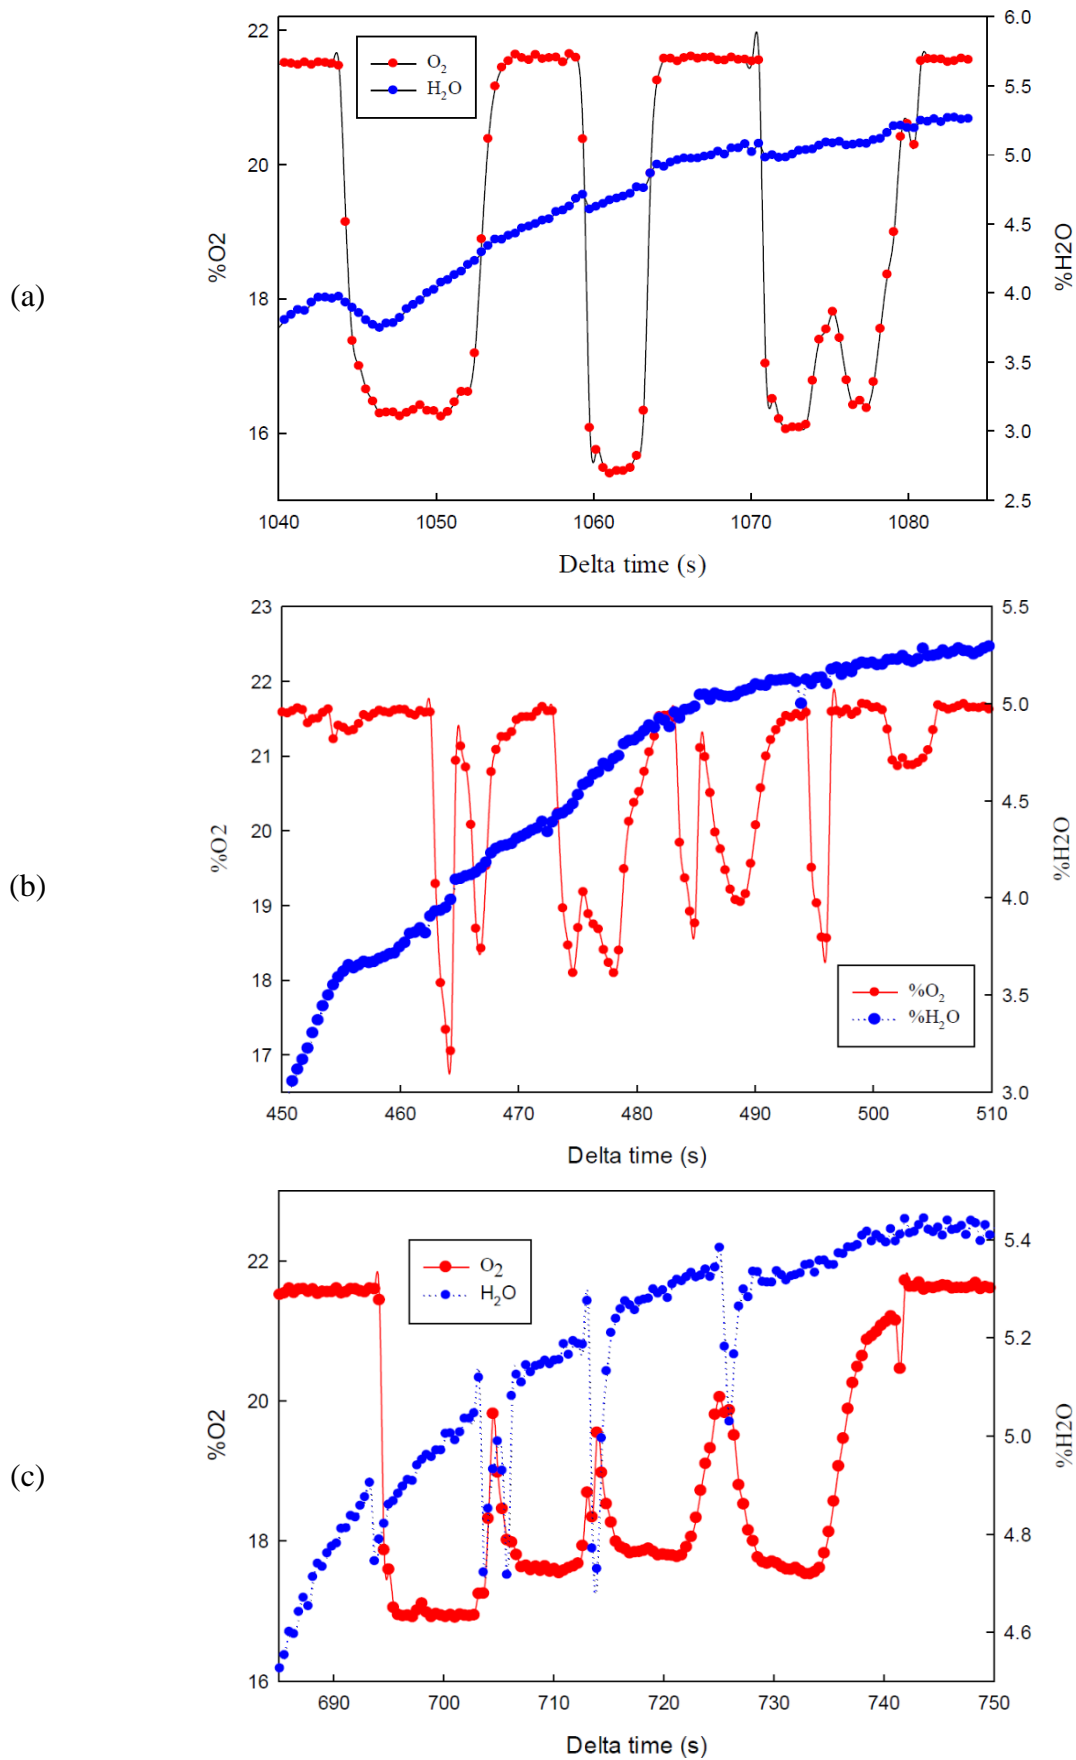 (a)
22
20
18
16
%O2
6.0
5.5
5.0
4.5
4.0
3.5
3.0
2.5
%H2O
O₂
H₂O
1040 1050 1060 1070 1080
Delta time (s)
(b)
23
22
21
20
19
18
17
%O2
5.5
5.0
4.5
4.0
3.5
3.0
%H2O
%O₂
%H₂O
450 460 470 480 490 500 510
Delta time (s)
(c)
22
20
18
16
%O2
5.4
5.2
5.0
4.8
4.6
%H2O
O₂
H₂O
690 700 710 720 730 740 750
Delta time (s)